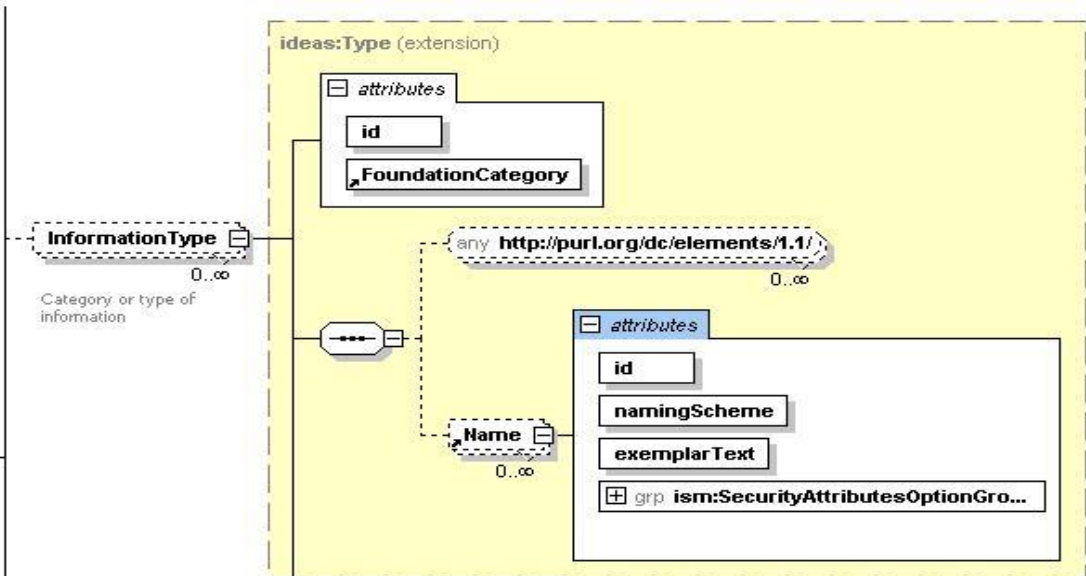 ideas:Type (extension)
attributes
id
FoundationCategory
InformationType
0..∞
Category or type of
information
any http://purl.org/dc/elements/1.1/
0..∞
attributes
id
namingScheme
Name
0..∞
exemplarText
grp ism:SecurityAttributesOptionGro...